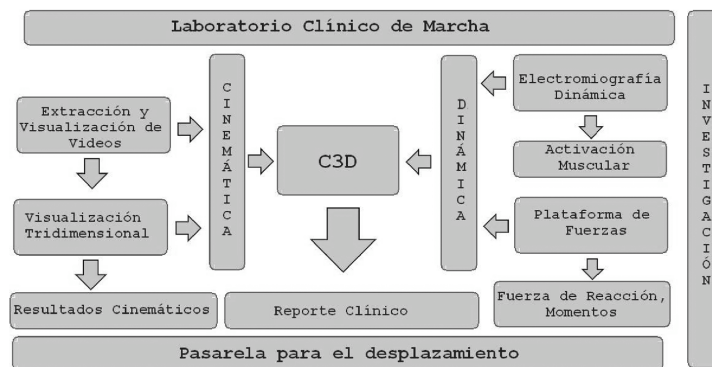 Laboratorio Clínico de Marcha
Extracción y
Visualización de
Videos
Visualización
Tridimensional
Resultados Cinemáticos
CINEMÁTICA
C3D
Reporte Clínico
DINÁMICA
Electromiografía
Dinámica
Activación
Muscular
Plataforma de
Fuerzas
Fuerza de Reacción,
Momentos
Pasarela para el desplazamiento
INVESTIGACIÓN